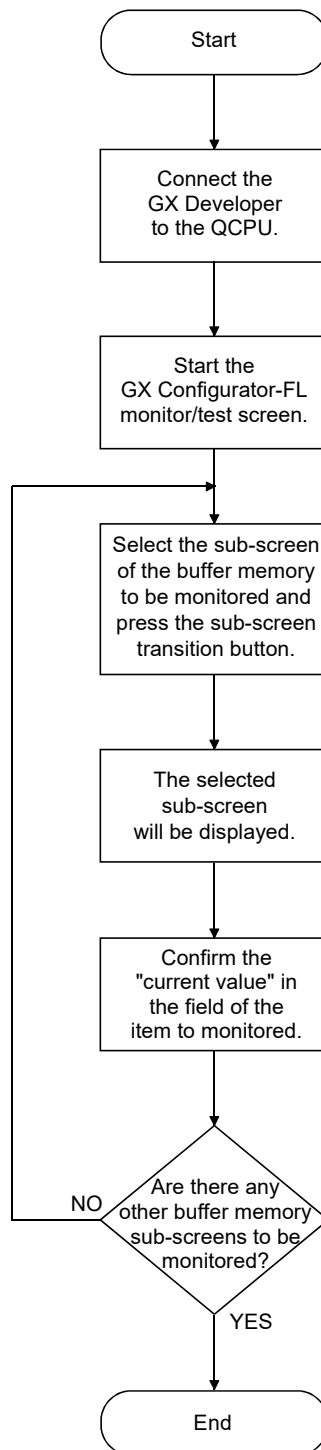 Start
Connect the
GX Developer
to the QCPU.
Start the
GX Configurator-FL
monitor/test screen.
Select the sub-screen
of the buffer memory
to be monitored and
press the sub-screen
transition button.
The selected
sub-screen
will be displayed.
Confirm the
"current value" in
the field of the
item to monitored.
Are there any
other buffer memory
sub-screens to be
monitored?
NO
YES
End